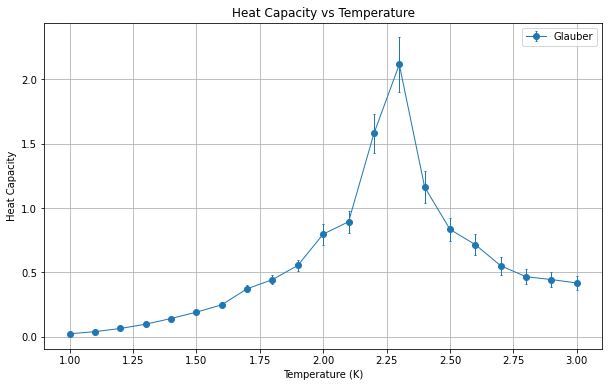 Heat Capacity vs Temperature
Glauber
Heat Capacity
2.0
1.5
1.0
0.5
0.0
1.00 1.25 1.50 1.75 2.00 2.25 2.50 2.75 3.00
Temperature (K)